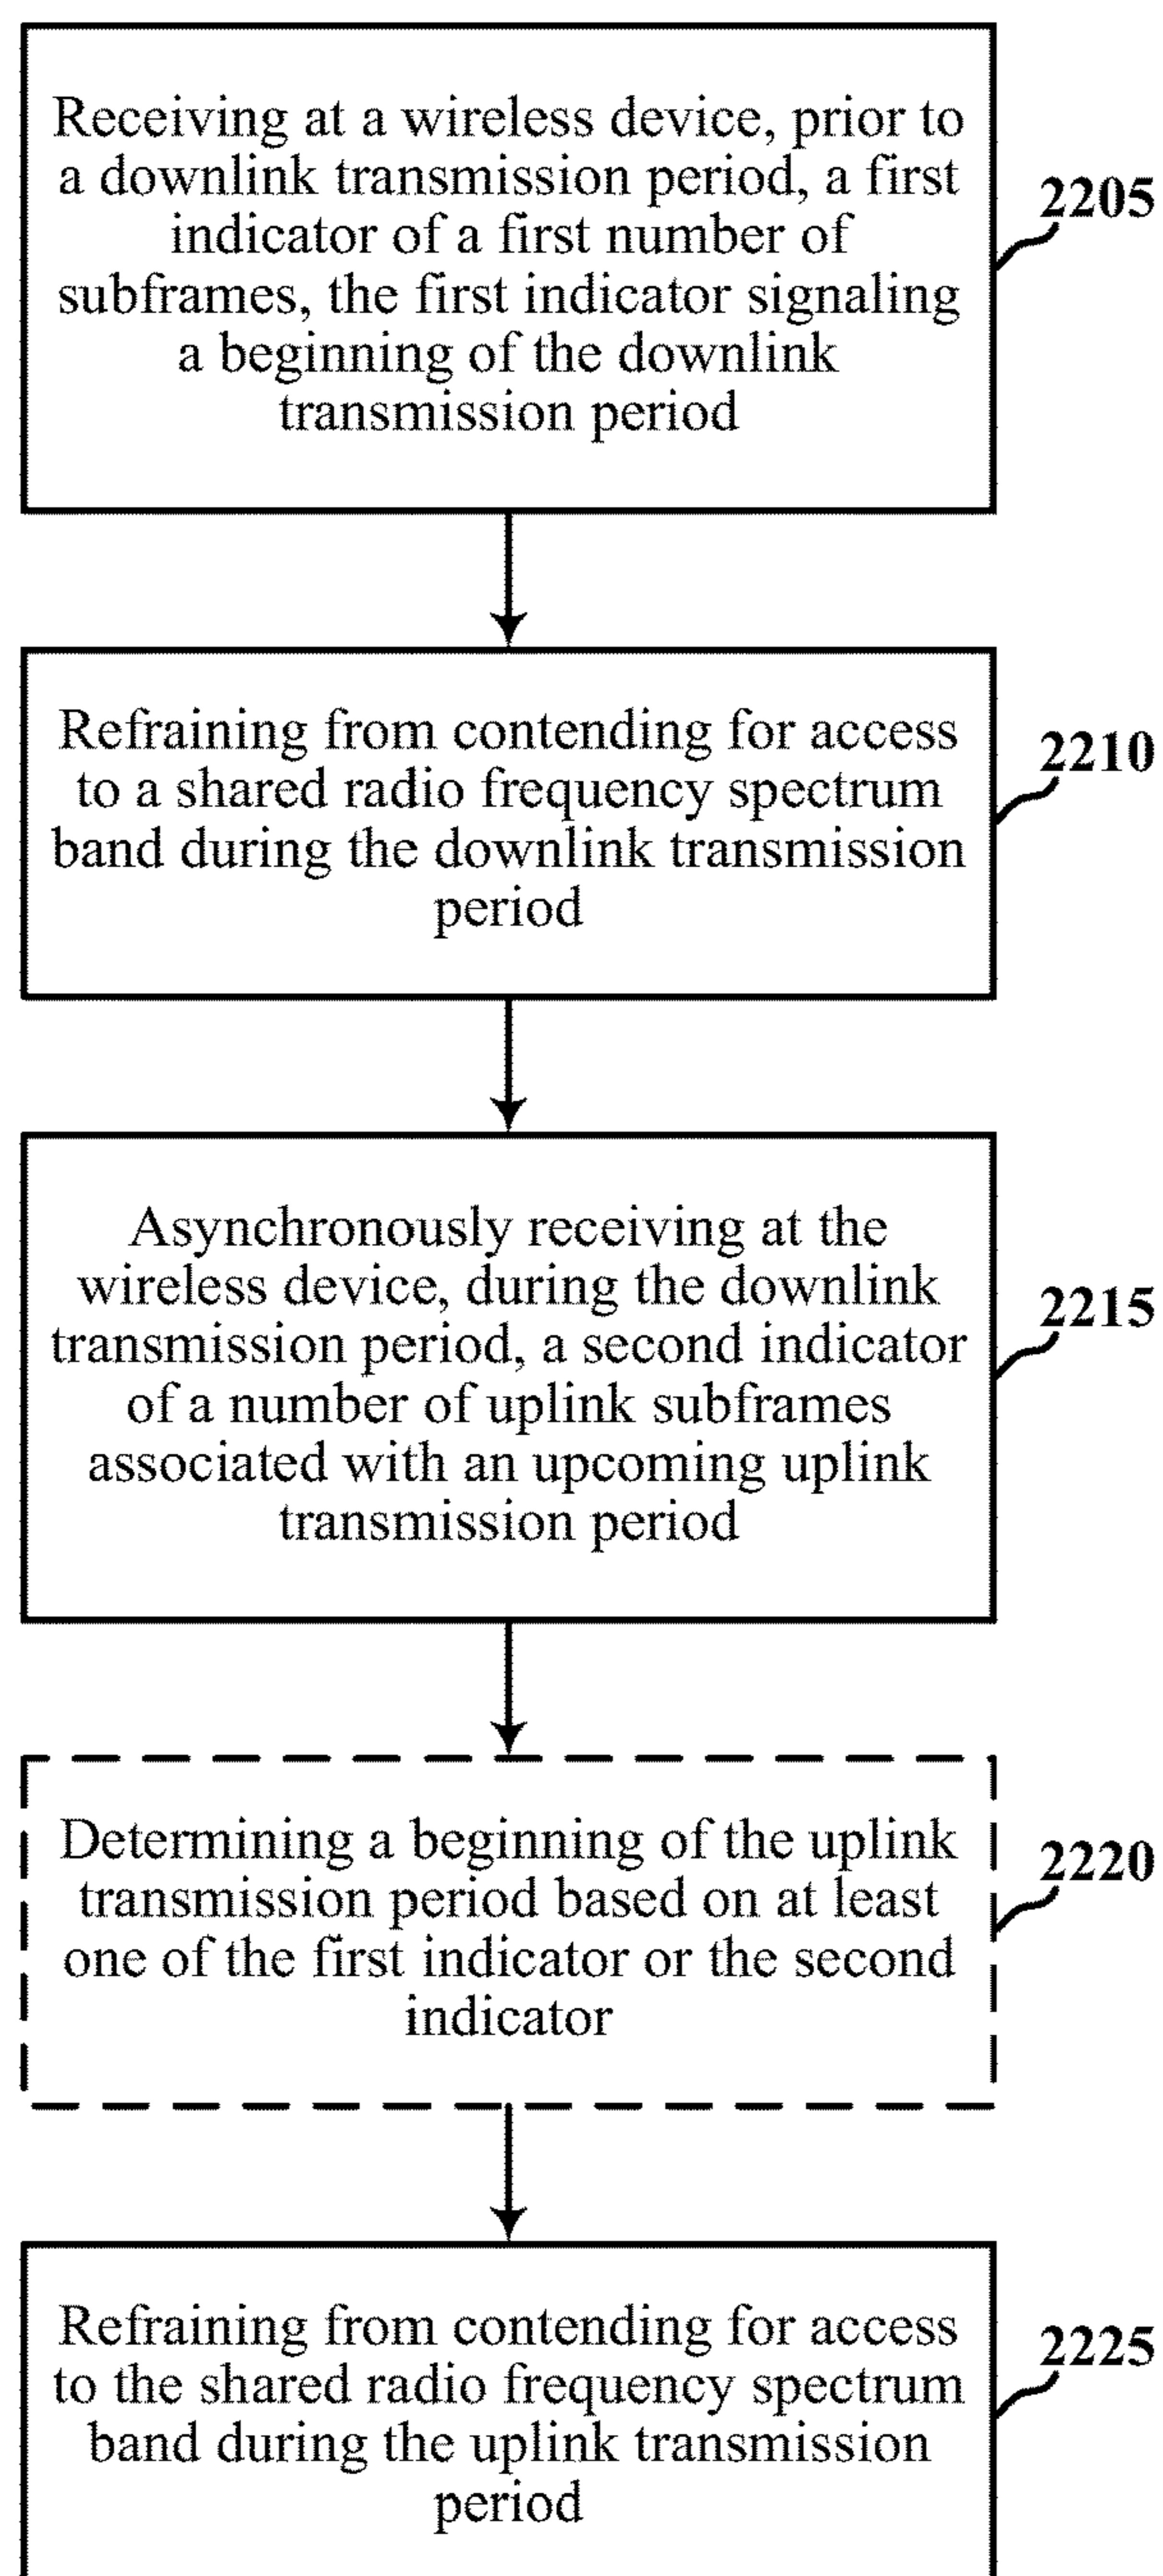 Receiving at a wireless device, prior to
a downlink transmission period, a first
indicator of a first number of
subframes, the first indicator signaling
a beginning of the downlink
transmission period
2205
Refraining from contending for access
to a shared radio frequency spectrum
band during the downlink transmission
period
2210
Asynchronously receiving at the
wireless device, during the downlink
transmission period, a second indicator
of a number of uplink subframes
associated with an upcoming uplink
transmission period
2215
Determining a beginning of the uplink
transmission period based on at least
one of the first indicator or the second
indicator
2220
Refraining from contending for access
to the shared radio frequency spectrum
band during the uplink transmission
period
2225